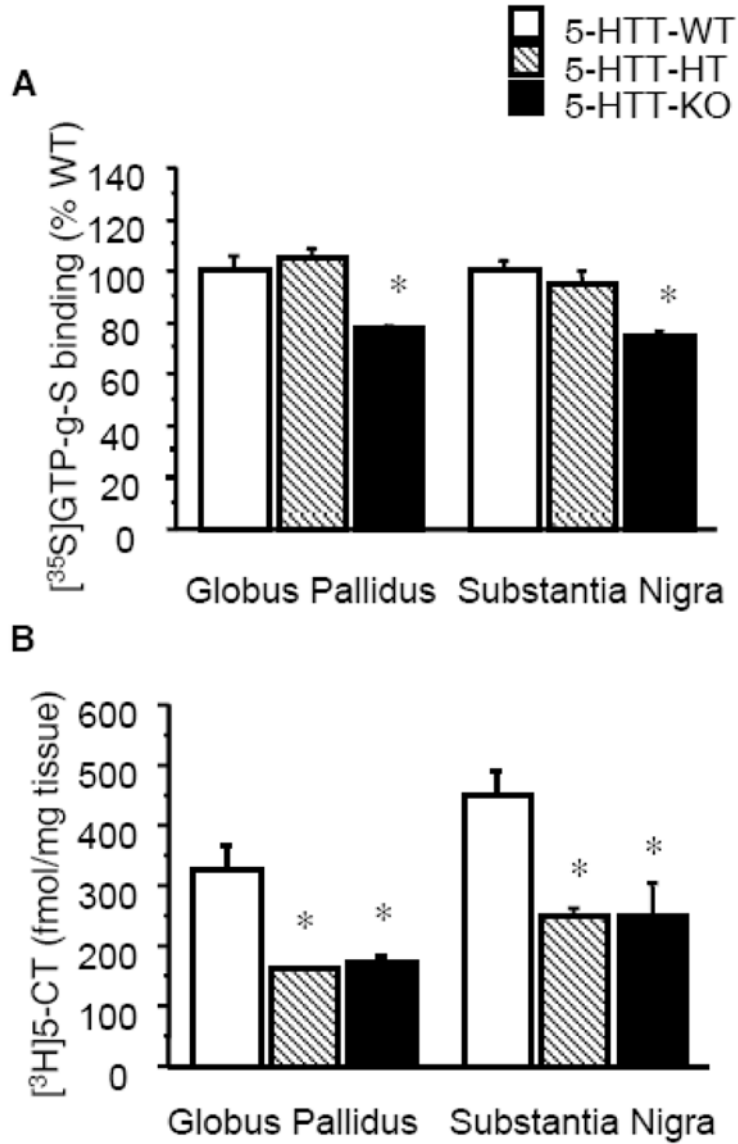 5-HTT-WT
5-HTT-HT
5-HTT-KO
A
[³⁵S]GTP-g-S binding (% WT)
140
120
100
80
60
40
20
0
*
*
Globus Pallidus Substantia Nigra
B
[³H]5-CT (fmol/mg tissue)
600
500
400
300
200
100
0
*
*
*
*
Globus Pallidus Substantia Nigra